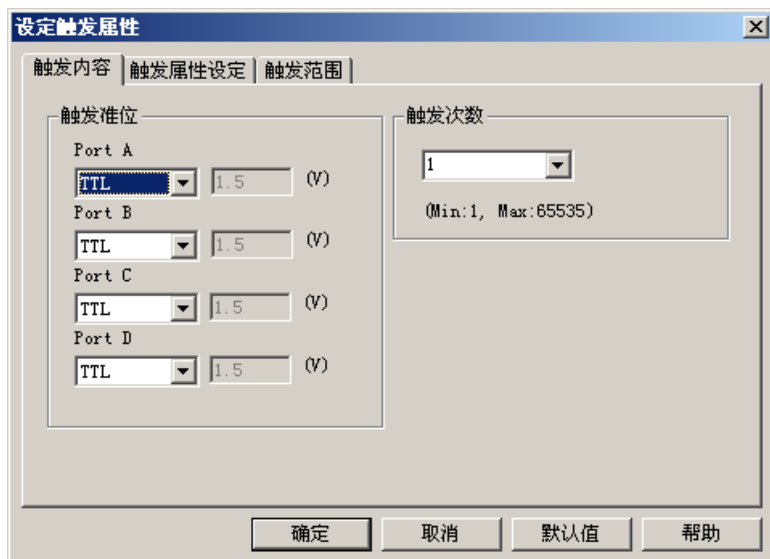 设定触发属性
触发内容 触发属性设定 触发范围
触发准位
Port A
TTL 1.5 (V)
Port B
TTL 1.5 (V)
Port C
TTL 1.5 (V)
Port D
TTL 1.5 (V)
触发次数
1
(Min:1, Max:65535)
确定 取消 默认值 帮助